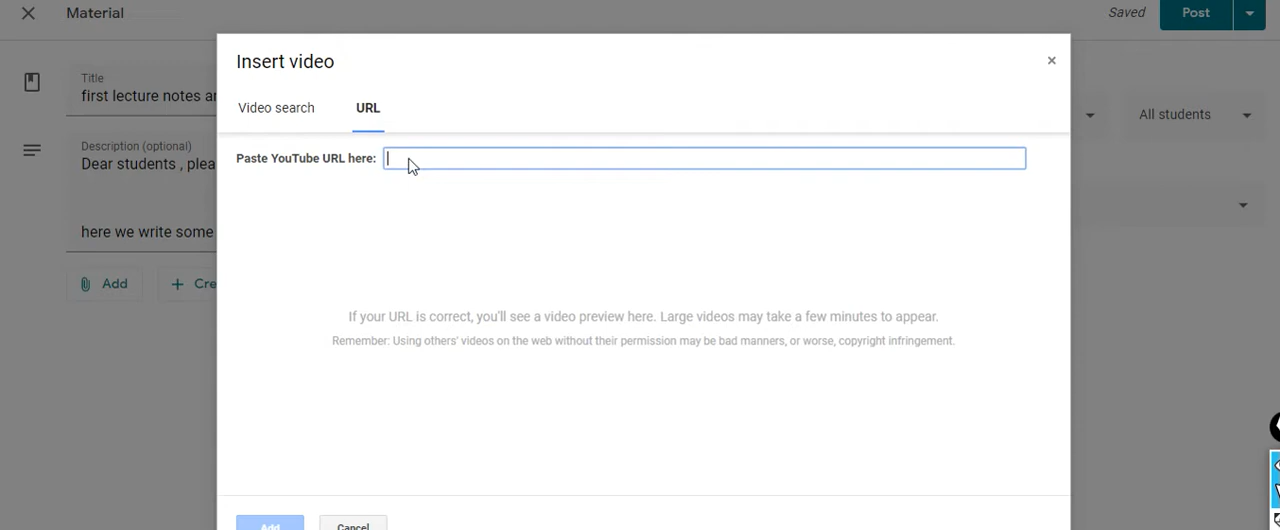 Material
Saved
Post
Insert video
Video search
URL
Title
first lecture notes
All students
Description (optional)
Dear students , plea
Paste YouTube URL here:
here we write some
Add
Cre
If your URL is correct, you'll see a video preview here. Large videos may take a few minutes to appear.
Remember: Using others' videos on the web without their permission may be bad manners, or worse, copyright infringement.
Add
Cancel